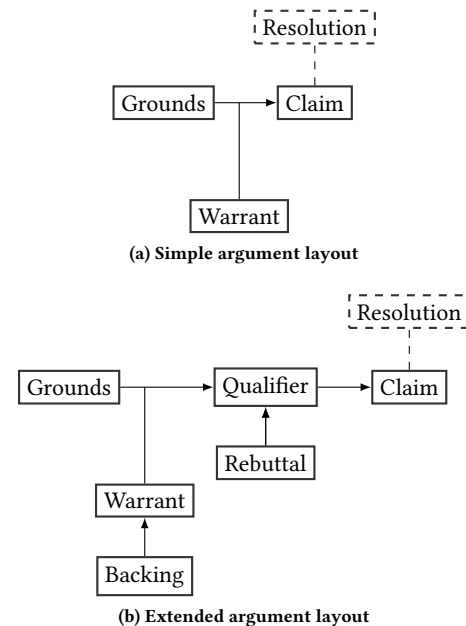 Resolution
Grounds
Claim
Warrant
(a) Simple argument layout
Resolution
Grounds
Qualifier
Claim
Rebuttal
Warrant
Backing
(b) Extended argument layout